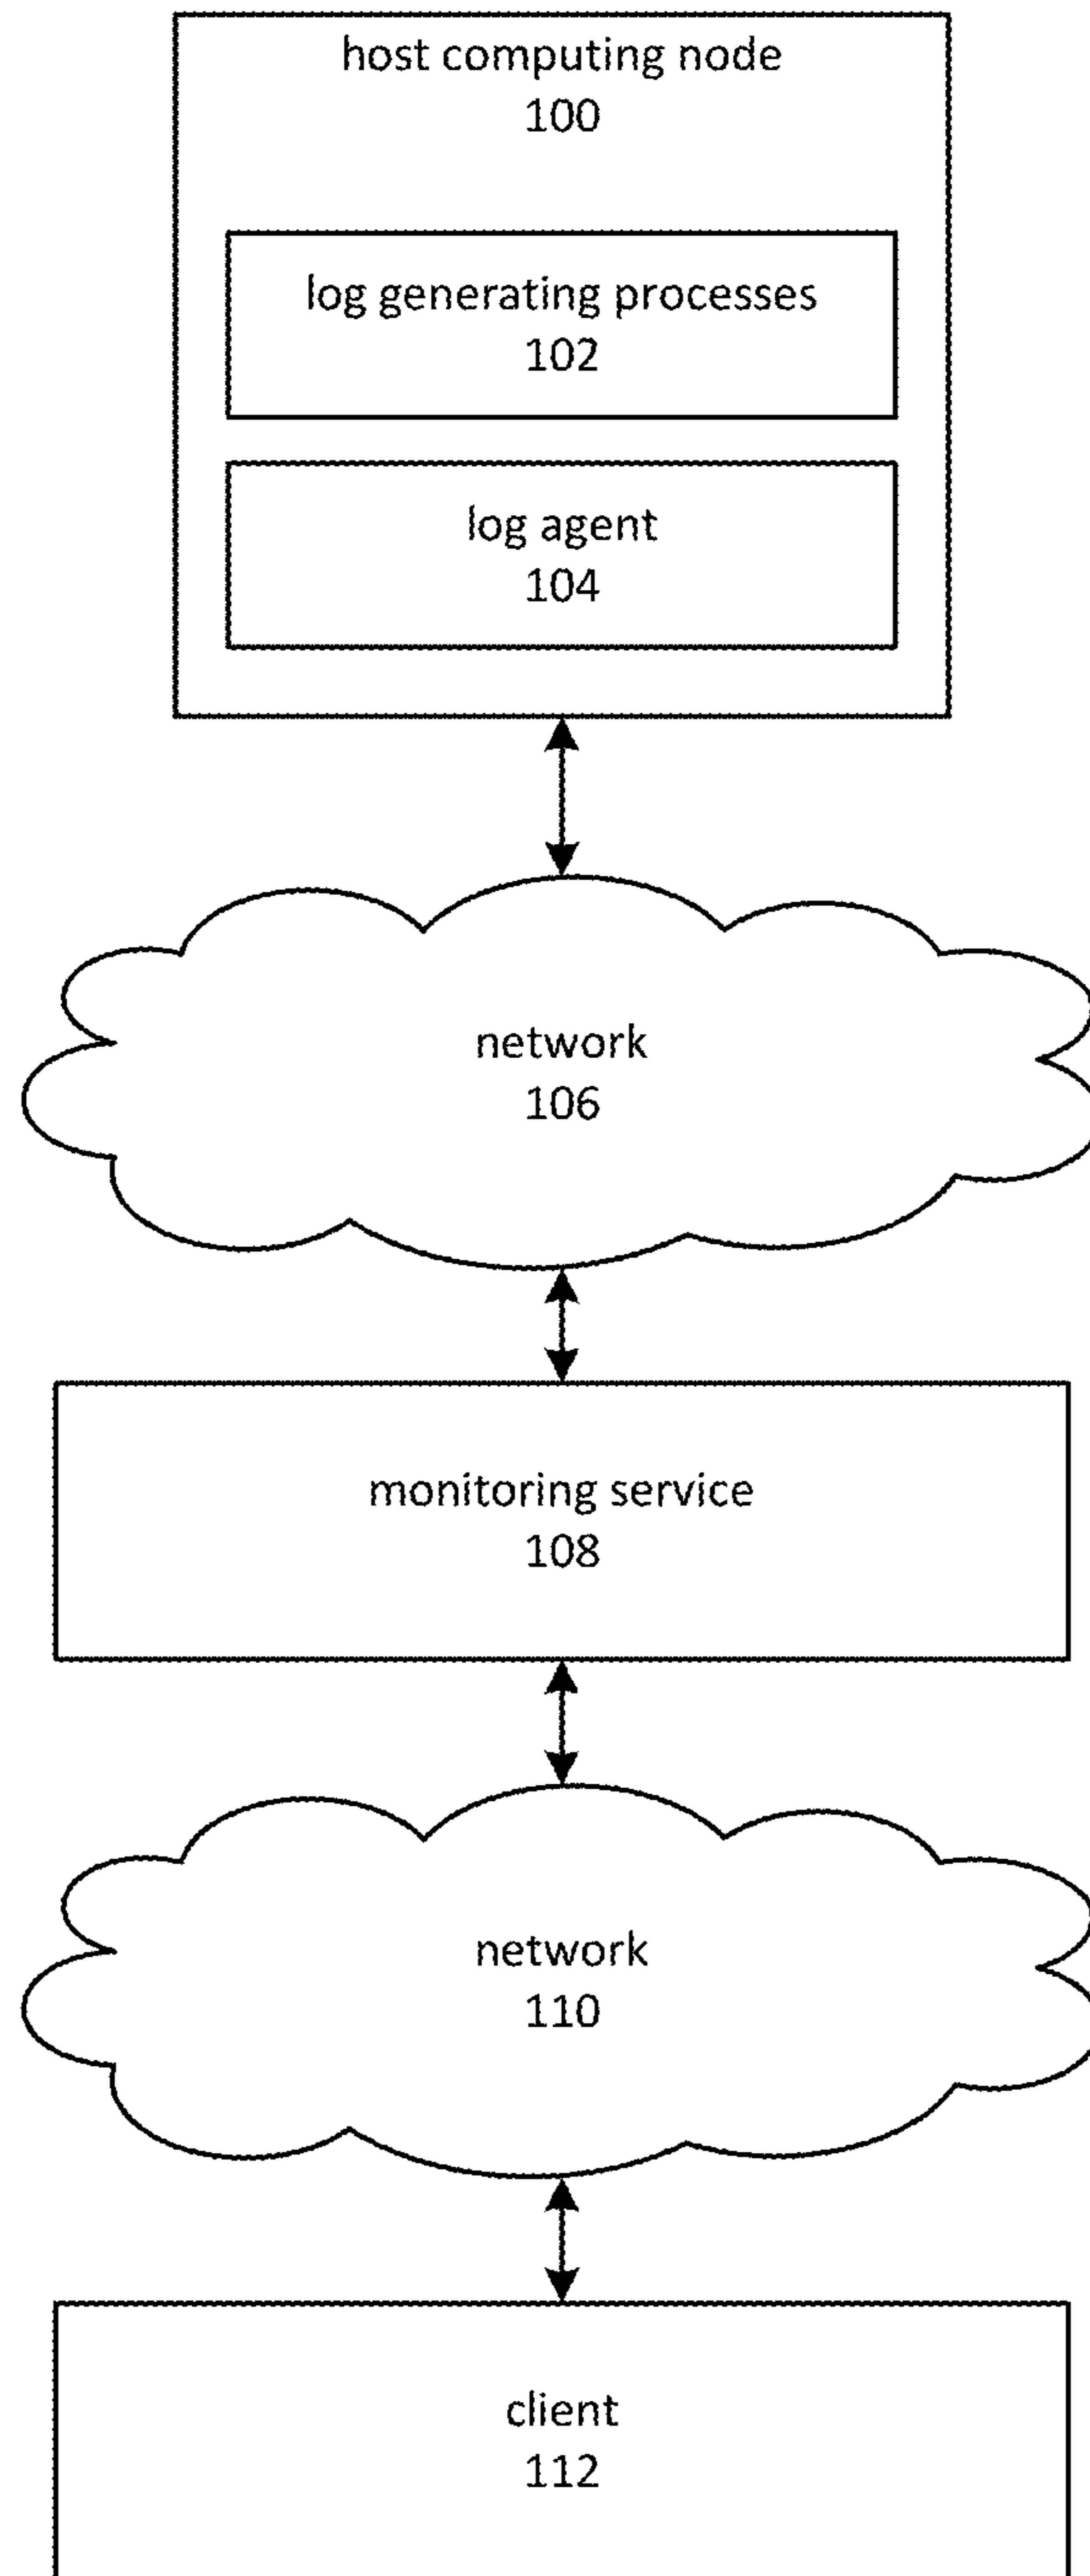 host computing node
100
log generating processes
102
log agent
104
network
106
monitoring service
108
network
110
client
112